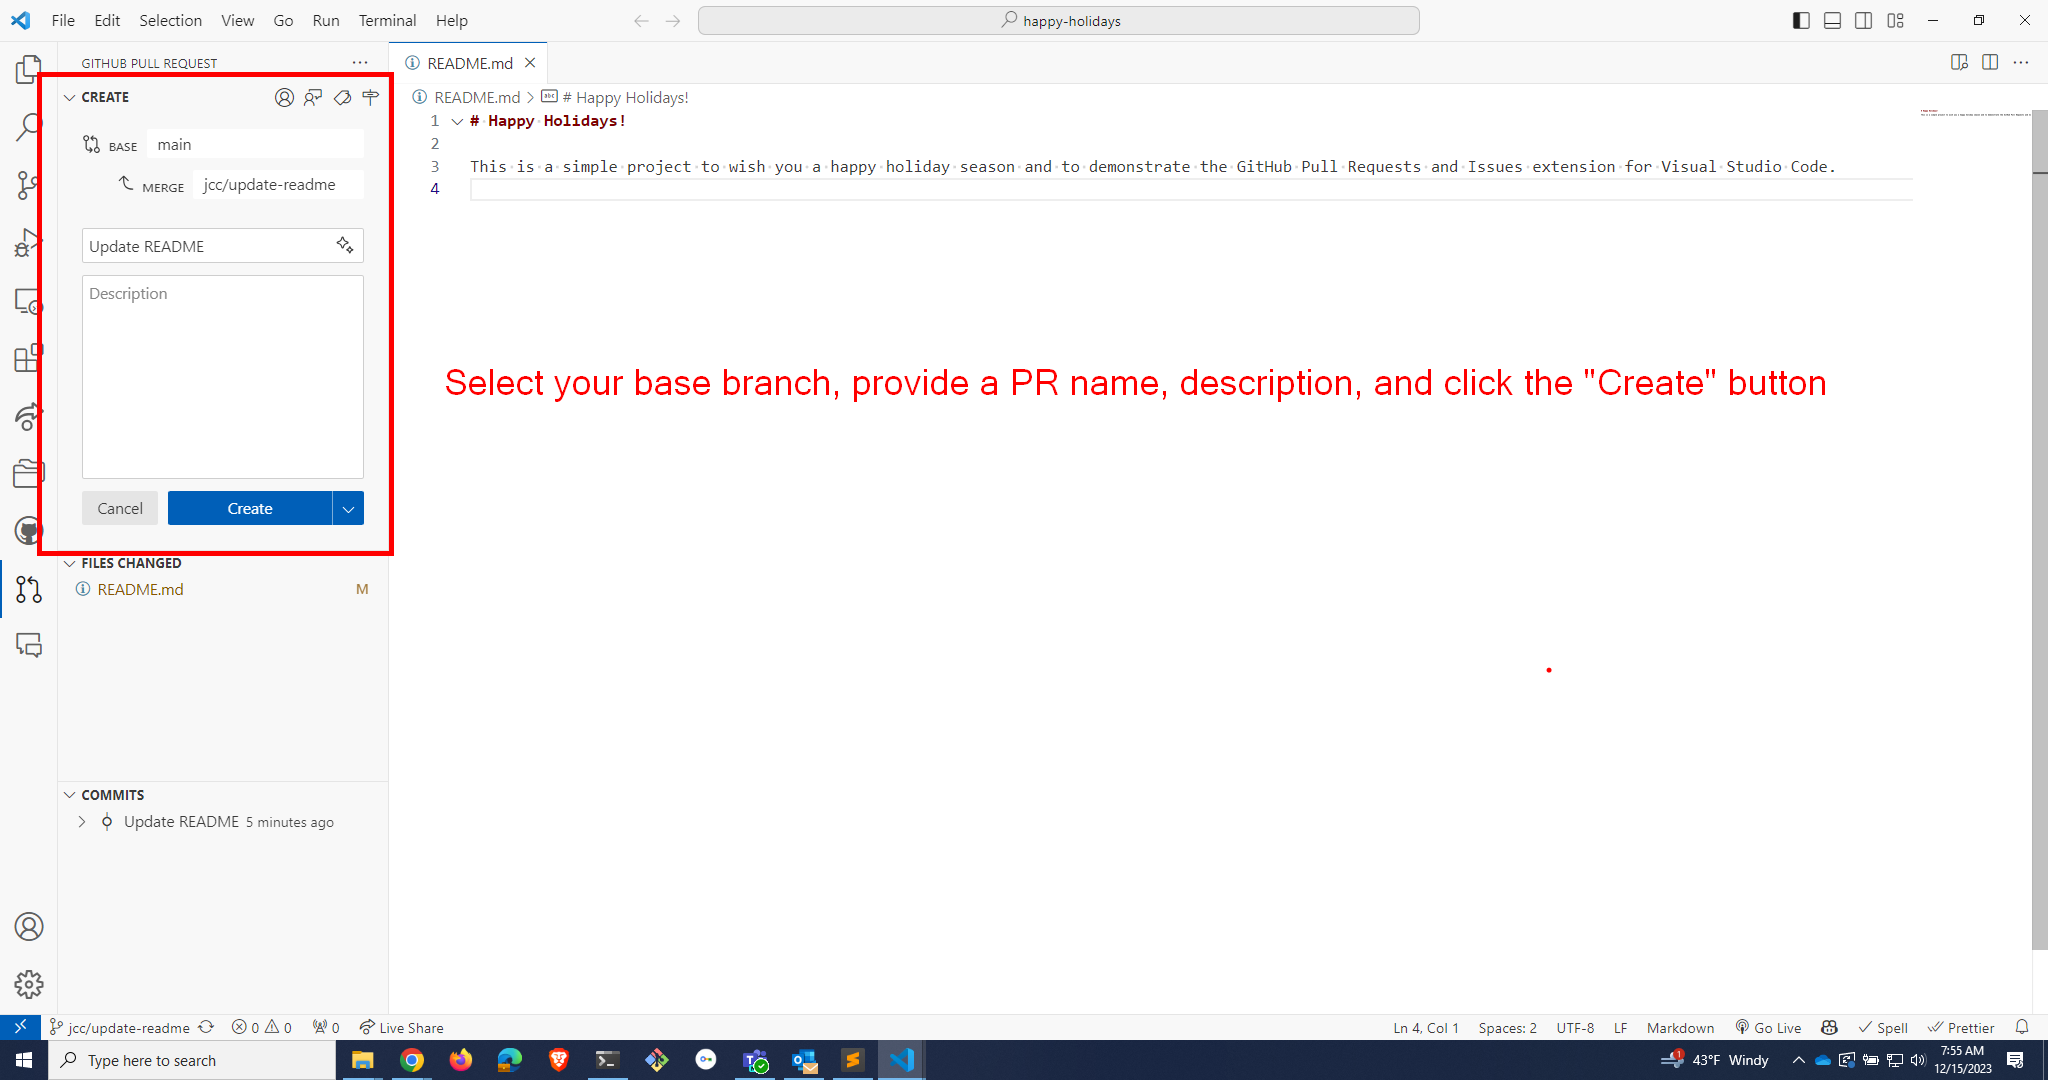 File Edit Selection View Go Run Terminal Help
happy-holidays
GITHUB PULL REQUEST
README.md
CREATE
README.md > # Happy Holidays!
BASE main
MERGE jcc/update-readme
Update README
Description
Cancel Create
FILES CHANGED
README.md M
COMMITS
Update README 5 minutes ago
1 # Happy Holidays!
2
3 This is a simple project to wish you a happy holiday season and to demonstrate the GitHub Pull Requests and Issues extension for Visual Studio Code.
4
Select your base branch, provide a PR name, description, and click the "Create" button
jcc/update-readme 0 0 0 Live Share
Ln 4, Col 1 Spaces: 2 UTF-8 LF Markdown Go Live Spell Prettier
Type here to search
1 43°F Windy
7:55 AM
12/15/2023